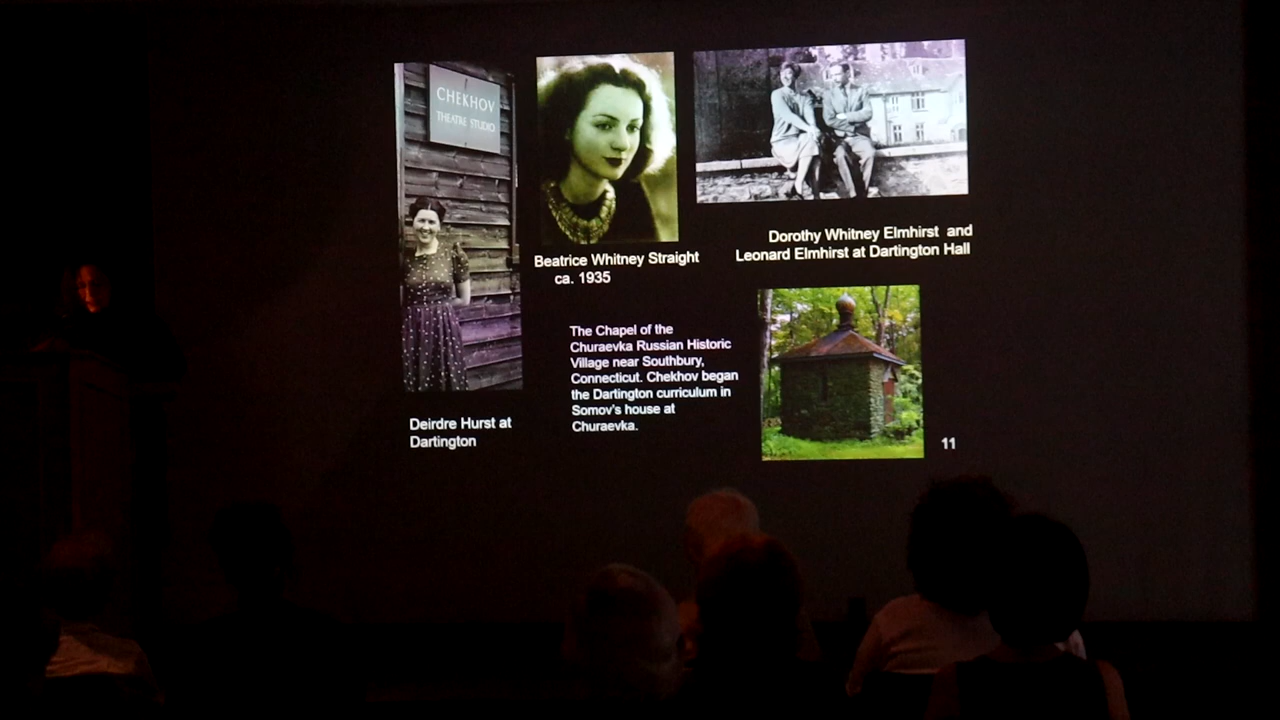 CHEKHOV
THEATRE STUDIO
Beatrice Whitney Straight
ca. 1935
Dorothy Whitney Elmhirst and
Leonard Elmhirst at Dartington Hall
The Chapel of the
Churaevka Russian Historic
Village near Southbury,
Connecticut. Chekhov began
the Dartington curriculum in
Somov's house at
Churaevka.
Deirdre Hurst at
Dartington
11